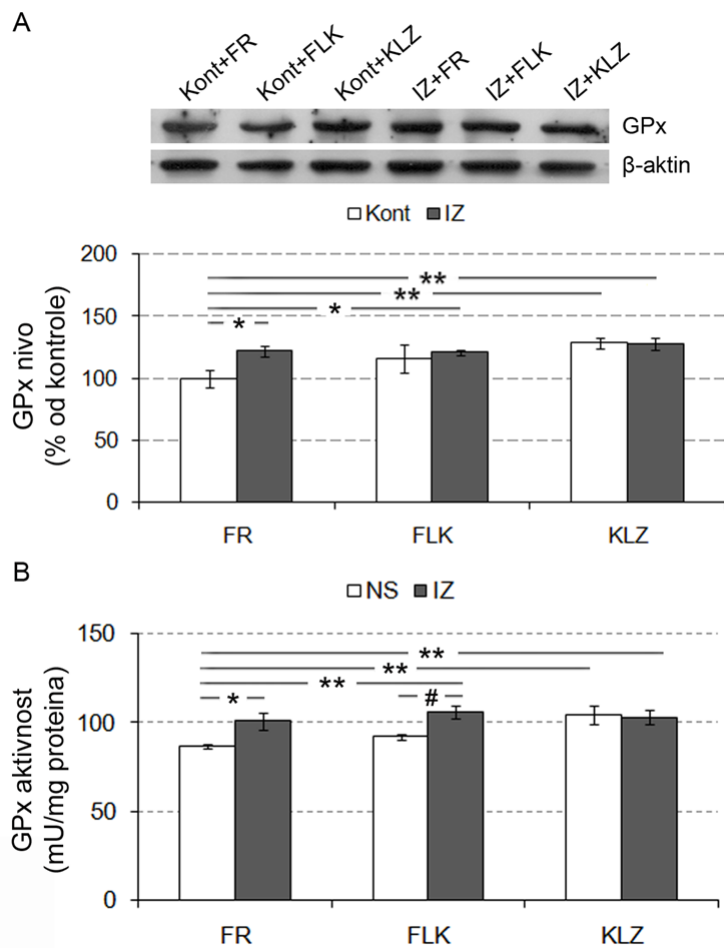 A
Kont+FR Kont+FLK Kont+KLZ IZ+FR IZ+FLK IZ+KLZ
GPx
β-aktin
Kont IZ
GPx nivo
(% od kontrole)
200
150
100
50
0
**
**
*
*
FR FLK KLZ
B
NS IZ
GPx aktivnost
(mU/mg proteina)
150
100
50
0
**
**
**
* #
FR FLK KLZ